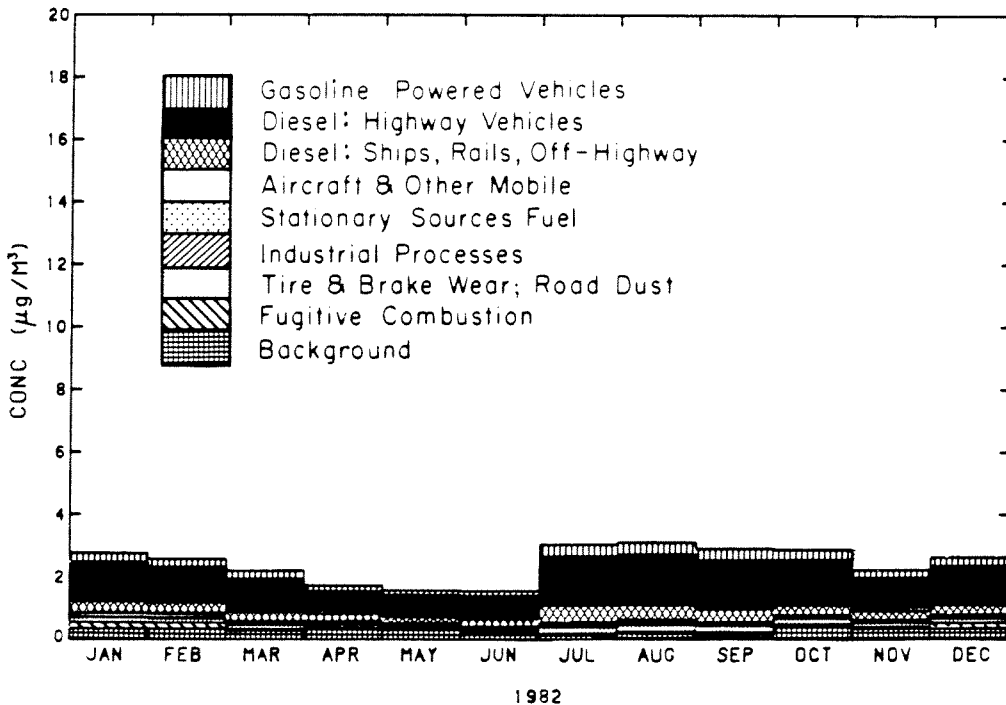 20
18
16
14
12
10
8
6
4
2
0
CONC (µg/M³)
Gasoline Powered Vehicles
Diesel: Highway Vehicles
Diesel: Ships, Rails, Off-Highway
Aircraft & Other Mobile
Stationary Sources Fuel
Industrial Processes
Tire & Brake Wear; Road Dust
Fugitive Combustion
Background
JAN FEB MAR APR MAY JUN JUL AUG SEP OCT NOV DEC
1982